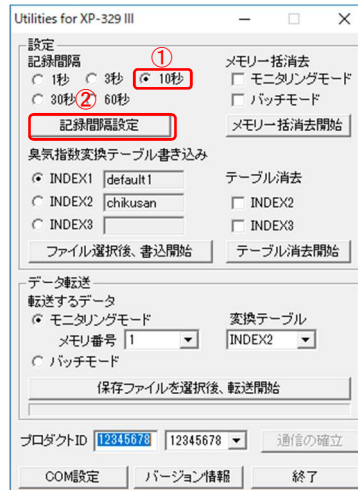 Utilities for XP-329 Ⅲ
設定
記録間隔
①
1秒 3秒 10秒
30秒 ② 60秒
記録間隔設定
メモリー括消去
モニタリングモード
バッチモード
メモリー括消去開始
臭気指数変換テーブル書き込み
INDEX1 default1
INDEX2 chikusan
INDEX3
ファイル選択後、書込開始
テーブル消去
INDEX2
INDEX3
テーブル消去開始
データ転送
転送するデータ
モニタリングモード
メモリ番号 1
バッチモード
変換テーブル
INDEX2
保存ファイルを選択後、転送開始
プロダクトID 12345678 12345678 通信の確立
COM設定 バージョン情報 終了